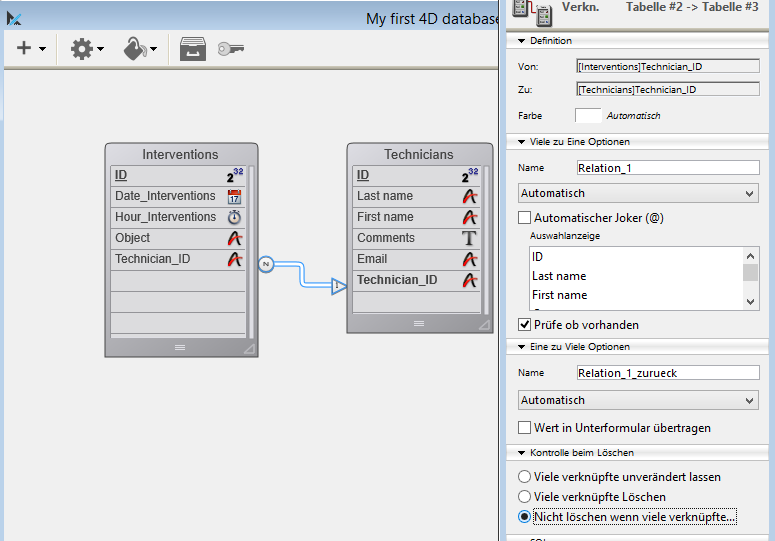 My first 4D database
Interventions
ID
2 32
Date_Interventions
17
Hour_Interventions
Object
Technician_ID
N
1
Technicians
ID
2 32
Last name
First name
Comments
T
Email
Technician_ID
Verkn.
Tabelle #2 -> Tabelle #3
Definition
Von:
[Interventions]Technician_ID
Zu:
[Technicians]Technician_ID
Farbe
Automatisch
Viele zu Eine Optionen
Name
Relation_1
Automatisch
Automatischer Joker (@)
Auswahlanzeige
ID
Last name
First name
Prüfe ob vorhanden
Eine zu Viele Optionen
Name
Relation_1_zurueck
Automatisch
Wert in Unterformular übertragen
Kontrolle beim Löschen
Viele verknüpfte unverändert lassen
Viele verknüpfte Löschen
Nicht löschen wenn viele verknüpfte...